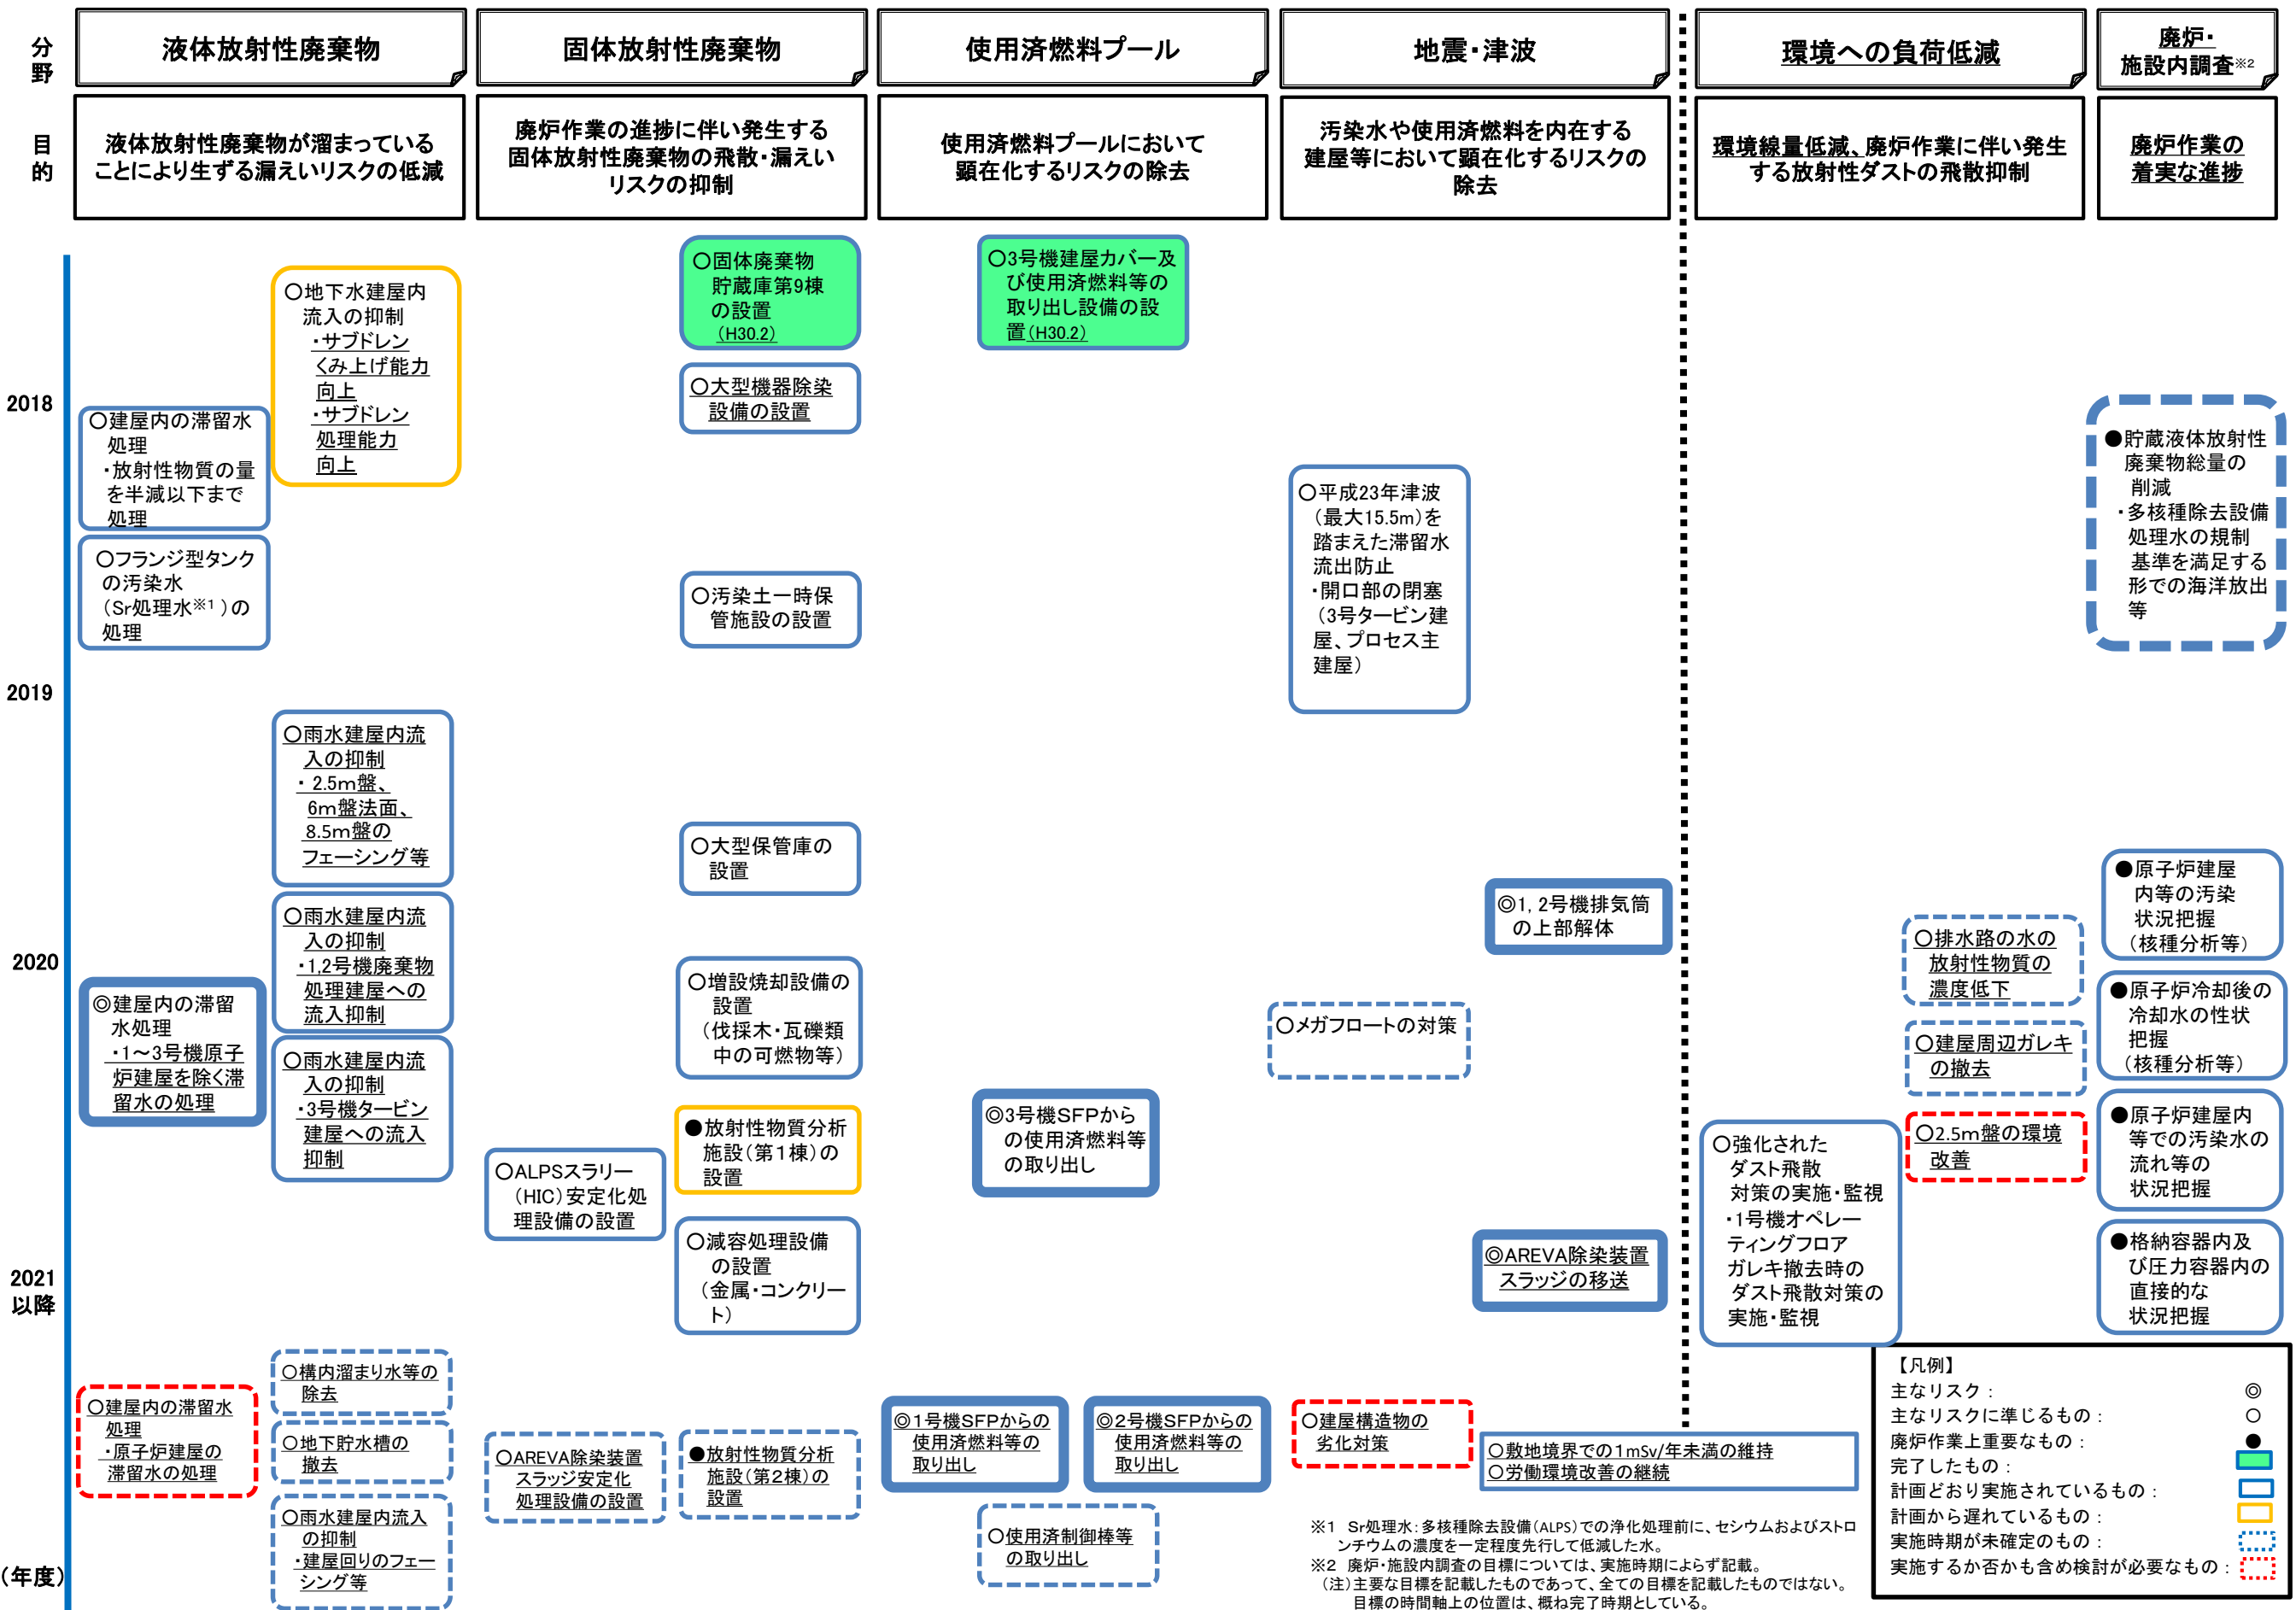 分
野
液体放射性廃棄物
固体放射性廃棄物
使用済燃料プール
地震・津波
環境への負荷低減
廃炉・
施設内調査※2
目
的
液体放射性廃棄物が溜まっている
ことにより生ずる漏えいリスクの低減
廃炉作業の進捗に伴い発生する
固体放射性廃棄物の飛散・漏えい
リスクの抑制
使用済燃料プールにおいて
顕在化するリスクの除去
汚染水や使用済燃料を内在する
建屋等において顕在化するリスクの
除去
環境線量低減、廃炉作業に伴い発生
する放射性ダストの飛散抑制
廃炉作業の
着実な進捗
2018
2019
2020
2021
以降
(年度)
○地下水建屋内
流入の抑制
・サブドレン
くみ上げ能力
向上
・サブドレン
処理能力
向上
○建屋内の滞留水
処理
・放射性物質の量
を半減以下まで
処理
○フランジ型タンク
の汚染水
(Sr処理水※1)の
処理
○雨水建屋内流
入の抑制
・2.5m盤、
6m盤法面、
8.5m盤の
フェーシング等
○雨水建屋内流
入の抑制
・1,2号機廃棄物
処理建屋への
流入抑制
◎建屋内の滞留
水処理
・1～3号機原子
炉建屋を除く滞
留水の処理
○雨水建屋内流
入の抑制
・3号機タービン
建屋への流入
抑制
○構内溜まり水等の
除去
○建屋内の滞留水
処理
・原子炉建屋の
滞留水の処理
○地下貯水槽の
撤去
○雨水建屋内流入
の抑制
・建屋回りのフェー
シング等
○固体廃棄物
貯蔵庫第9棟
の設置
(H30.2)
○大型機器除染
設備の設置
○汚染土一時保
管施設の設置
○大型保管庫の
設置
○増設焼却設備の
設置
(伐採木・瓦礫類
中の可燃物等)
●放射性物質分析
施設(第1棟)の
設置
○ALPSスラリー
(HIC)安定化処
理設備の設置
○減容処理設備
の設置
(金属・コンクリー
ト)
○AREVA除染装置
スラッジ安定化
処理設備の設置
●放射性物質分析
施設(第2棟)の
設置
○3号機建屋カバー及
び使用済燃料等の
取り出し設備の設
置(H30.2)
◎3号機SFPから
の使用済燃料等
の取り出し
◎1号機SFPからの
使用済燃料等の
取り出し
◎2号機SFPからの
使用済燃料等の
取り出し
○使用済制御棒等
の取り出し
○平成23年津波
(最大15.5m)を
踏まえた滞留水
流出防止
・開口部の閉塞
(3号タービン建
屋、プロセス主
建屋)
◎1,2号機排気筒
の上部解体
○メガフロートの対策
◎AREVA除染装置
スラッジの移送
○建屋構造物の
劣化対策
○敷地境界での1mSv/年未満の維持
○労働環境改善の継続
○排水路の水の
放射性物質の
濃度低下
○建屋周辺ガレキ
の撤去
○2.5m盤の環境
改善
○強化された
ダスト飛散
対策の実施・監視
・1号機オペレー
ティングフロア
ガレキ撤去時の
ダスト飛散対策の
実施・監視
●貯蔵液体放射性
廃棄物総量の
削減
・多核種除去設備
処理水の規制
基準を満足する
形での海洋放出
等
●原子炉建屋
内等の汚染
状況把握
(核種分析等)
●原子炉冷却後の
冷却水の性状
把握
(核種分析等)
●原子炉建屋内
等での汚染水の
流れ等の
状況把握
●格納容器内及
び圧力容器内の
直接的な
状況把握
【凡例】
主なリスク: ◎
主なリスクに準じるもの: ○
廃炉作業上重要なもの: ●
完了したもの:
計画どおり実施されているもの:
計画から遅れているもの:
実施時期が未確定のもの:
実施するか否かも含め検討が必要なもの:
※1 Sr処理水:多核種除去設備(ALPS)での浄化処理前に、セシウムおよびストロ
ンチウムの濃度を一定程度先行して低減した水。
※2 廃炉・施設内調査の目標については、実施時期によらず記載。
(注)主要な目標を記載したものであって、全ての目標を記載したものではない。
目標の時間軸上の位置は、概ね完了時期としている。